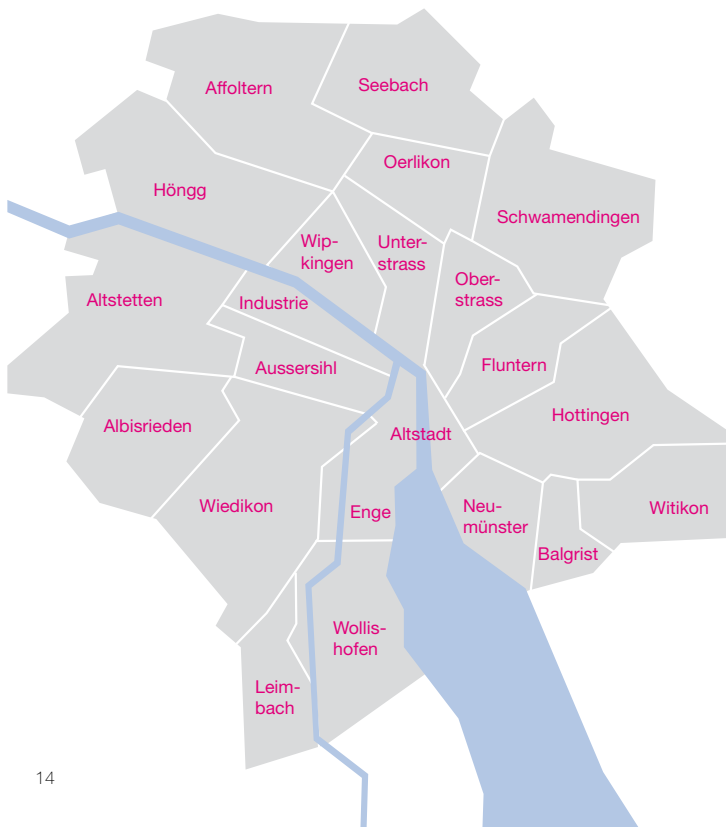 Seebach
Affoltern
Oerlikon
Höngg
Schwamendingen
Wip-
kingen
Unter-
strass
Ober-
strass
Altstetten
Industrie
Aussersihl
Fluntern
Albisrieden
Hottingen
Altstadt
Wiedikon
Enge
Neu-
münster
Witikon
Balgrist
Wollis-
hofen
Leim-
bach
14